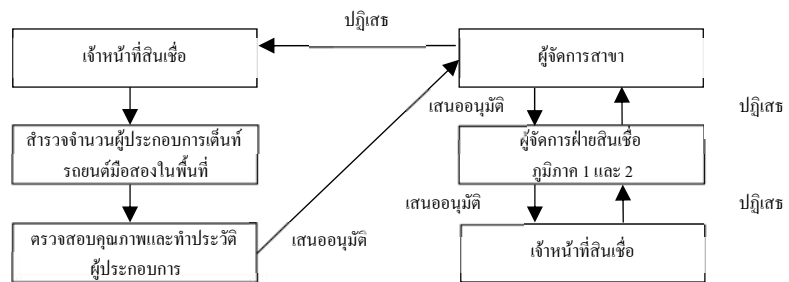 ปฏิเสธ
เจ้าหน้าที่สินเชื่อ
ผู้จัดการสาขา
เสนออนุมัติ
ปฏิเสธ
สำรวจจำนวนผู้ประกอบการเต็นท์
รถยนต์มือสองในพื้นที่
ผู้จัดการฝ่ายสินเชื่อ
ภูมิภาค 1 และ 2
เสนออนุมัติ
ปฏิเสธ
ตรวจสอบคุณภาพและทำประวัติ
ผู้ประกอบการ
เสนออนุมัติ
เจ้าหน้าที่สินเชื่อ